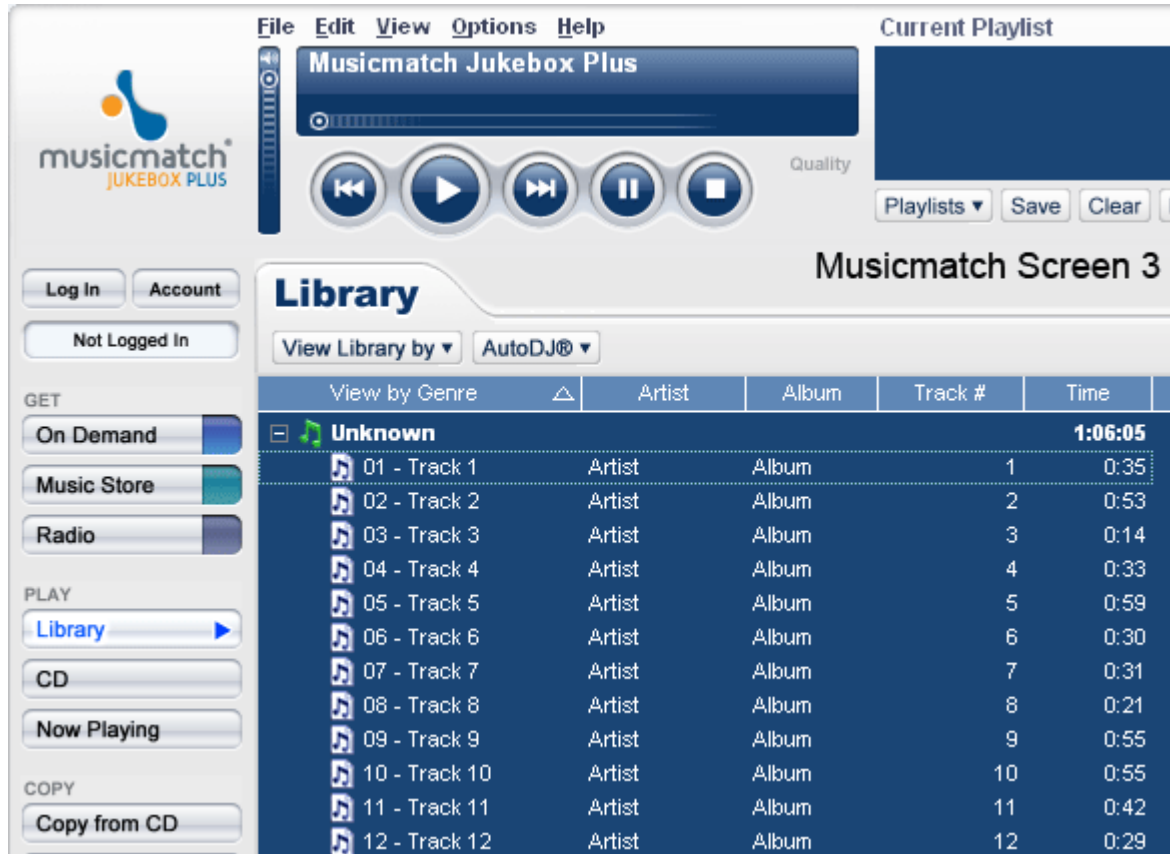 File Edit View Options Help
Current Playlist
Musicmatch Jukebox Plus
musicmatch®
JUKEBOX PLUS
Quality
Playlists Save Clear
Musicmatch Screen 3
Log In Account
Not Logged In
Library
View Library by AutoDJ®
GET
On Demand
Music Store
Radio
PLAY
Library
CD
Now Playing
COPY
Copy from CD
View by Genre Artist Album Track # Time
Unknown 1:06:05
01 - Track 1 Artist Album 1 0:35
02 - Track 2 Artist Album 2 0:53
03 - Track 3 Artist Album 3 0:14
04 - Track 4 Artist Album 4 0:33
05 - Track 5 Artist Album 5 0:59
06 - Track 6 Artist Album 6 0:30
07 - Track 7 Artist Album 7 0:31
08 - Track 8 Artist Album 8 0:21
09 - Track 9 Artist Album 9 0:55
10 - Track 10 Artist Album 10 0:55
11 - Track 11 Artist Album 11 0:42
12 - Track 12 Artist Album 12 0:29